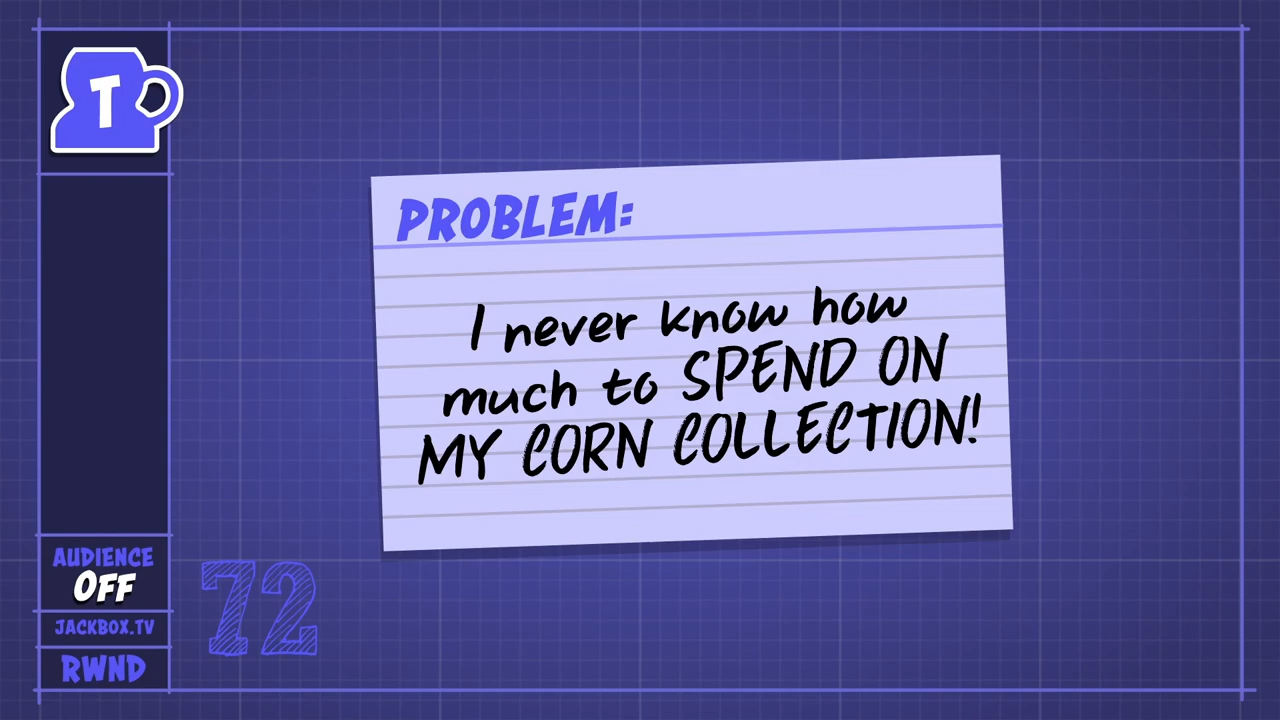 T
PROBLEM:
I never know how
much to SPEND ON
MY CORN COLLECTION!
AUDIENCE
OFF
JACKBOX.TV
RWND
72